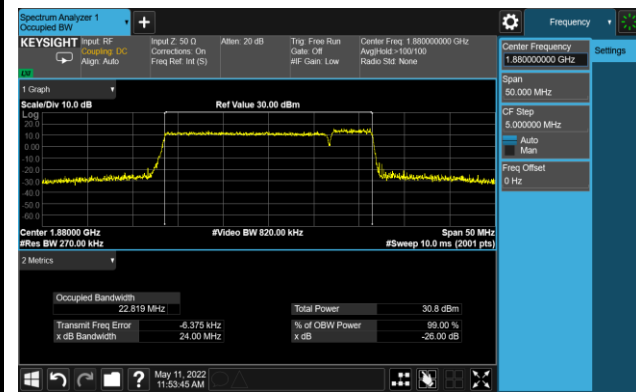 Spectrum Analyzer 1
Occupied BW
Frequency
KEYSIGHT
Input: RF
Coupling: DC
Align: Auto
Input Z: 50 Ω
Corrections: On
Freq Ref: Int (S)
Atten: 20 dB
Trig: Free Run
Gate: Off
#IF Gain: Low
Center Freq: 1.880000000 GHz
Avg|Hold:>100/100
Radio Std: None
Center Frequency
1.880000000 GHz
Settings
Span
50.000 MHz
CF Step
5.000000 MHz
Auto
Man
Freq Offset
0 Hz
1 Graph
Scale/Div 10.0 dB
Ref Value 30.00 dBm
Log
20.0
10.0
0.00
-10.0
-20.0
-30.0
-40.0
-50.0
-60.0
Center 1.88000 GHz
#Video BW 820.00 kHz
Span 50 MHz
#Res BW 270.00 kHz
#Sweep 10.0 ms (2001 pts)
2 Metrics
Occupied Bandwidth
22.819 MHz
Total Power
30.8 dBm
Transmit Freq Error
-6.375 kHz
% of OBW Power
99.00 %
x dB Bandwidth
24.00 MHz
x dB
-26.00 dB
?
May 11, 2022
11:53:45 AM